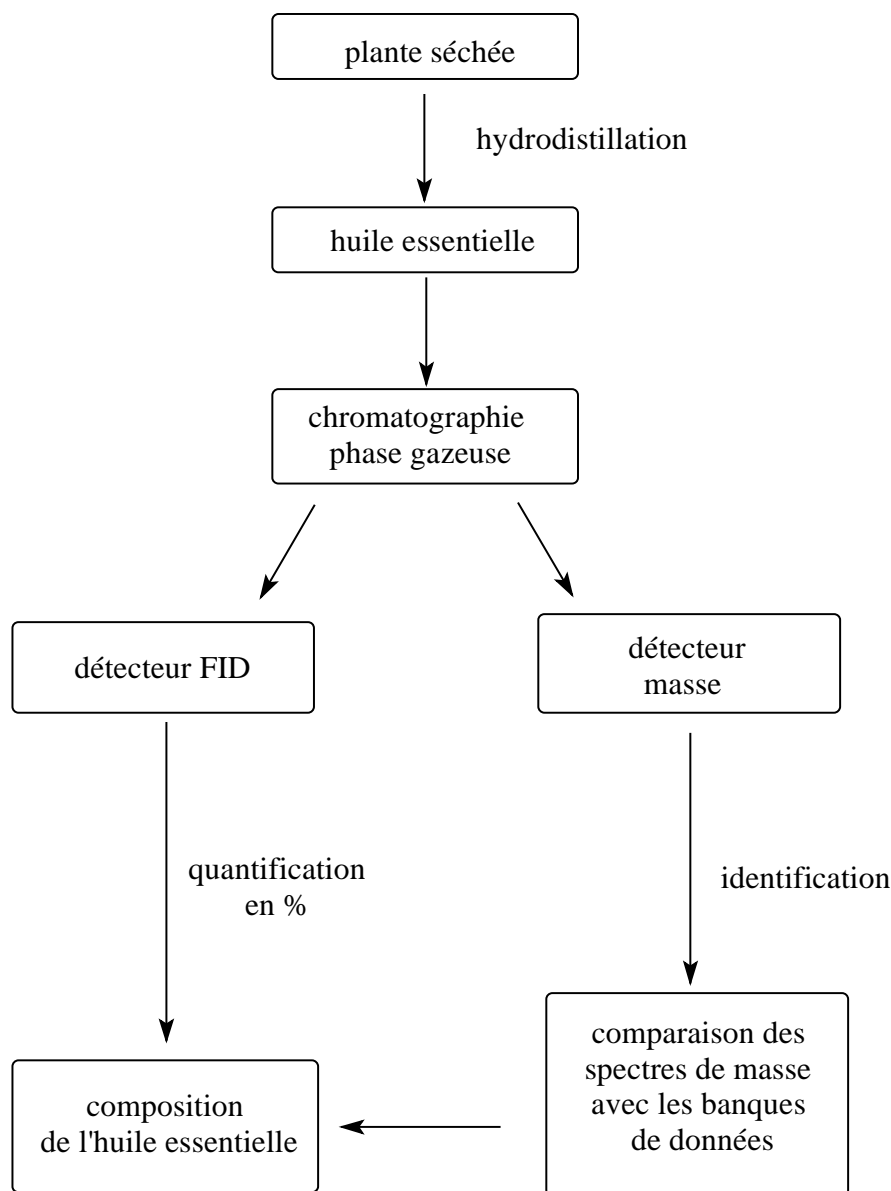 plante séchée
hydrodistillation
huile essentielle
chromatographie
phase gazeuse
détecteur FID
détecteur
masse
quantification
en %
identification
comparaison des
spectres de masse
avec les banques
de données
composition
de l'huile essentielle